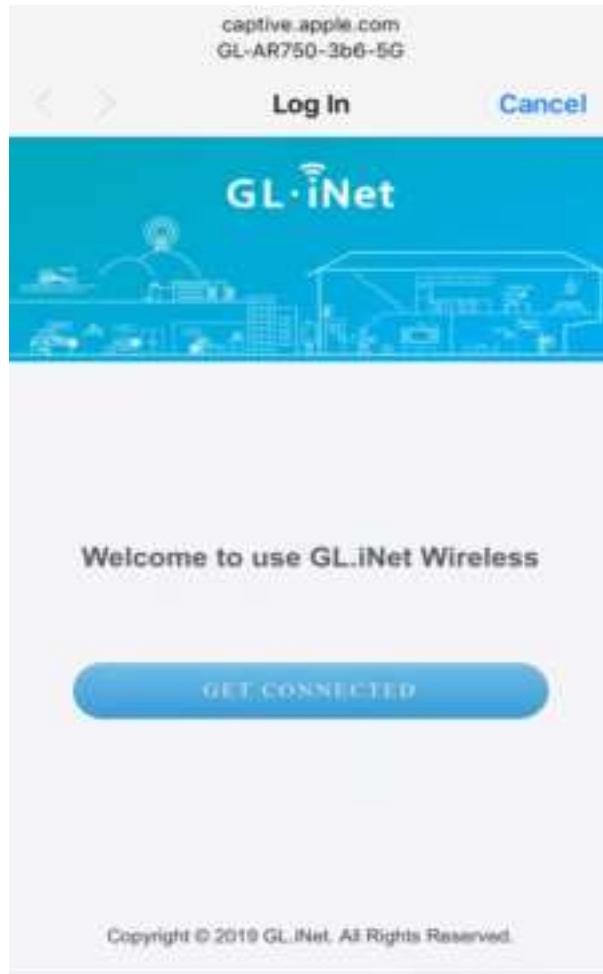 captive.apple.com
GL-AR750-3b6-5G
Log In
Cancel
GL·iNet
Welcome to use GL.iNet Wireless
GET CONNECTED
Copyright © 2019 GL.iNet. All Rights Reserved.